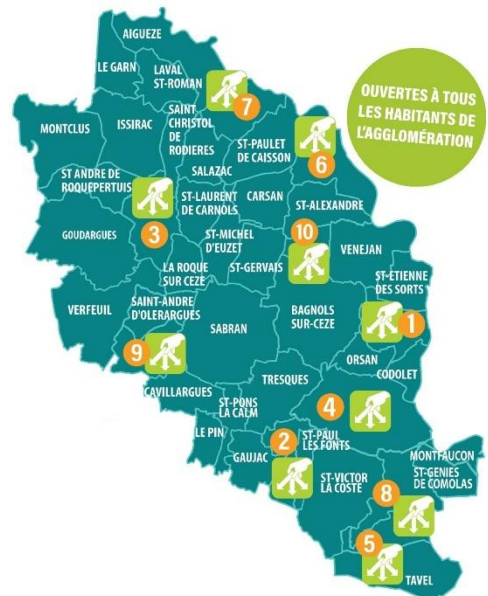 AIGUEZE
LE GARN
LAVAL
ST-ROMAN
OUVERTES À TOUS
LES HABITANTS DE
L'AGGLOMÉRATION
7
MONTCLUS
ISSIRAC
SAINT
CHRISTOL
DE
RODIERES
ST-PAULET
DE CAISSON
6
SALAZAC
ST ANDRE DE
ROQUEPERTUIS
ST-LAURENT
DE CARNOLS
CARSAN
ST-ALEXANDRE
3
GOUDARGUES
ST-MICHEL
D'EUZET
10
VENEJAN
LA ROQUE
SUR CEZE
ST-GERVAIS
ST-ETIENNE
DES SORTS
VERFEUIL
SAINT-ANDRE
D'OLERARGUES
SABRAN
BAGNOLS
SUR-CEZE
1
9
ORSAN
CODOLET
CAVILLARGUES
TRESQUES
4
ST-PONS
LA CALM
LE PIN
2
ST-PAUL
LES FONTS
GAUJAC
MONTFAUCON
ST-GENIES
DE COMOLAS
ST-VICTOR
LA COSTE
8
5
TAVEL